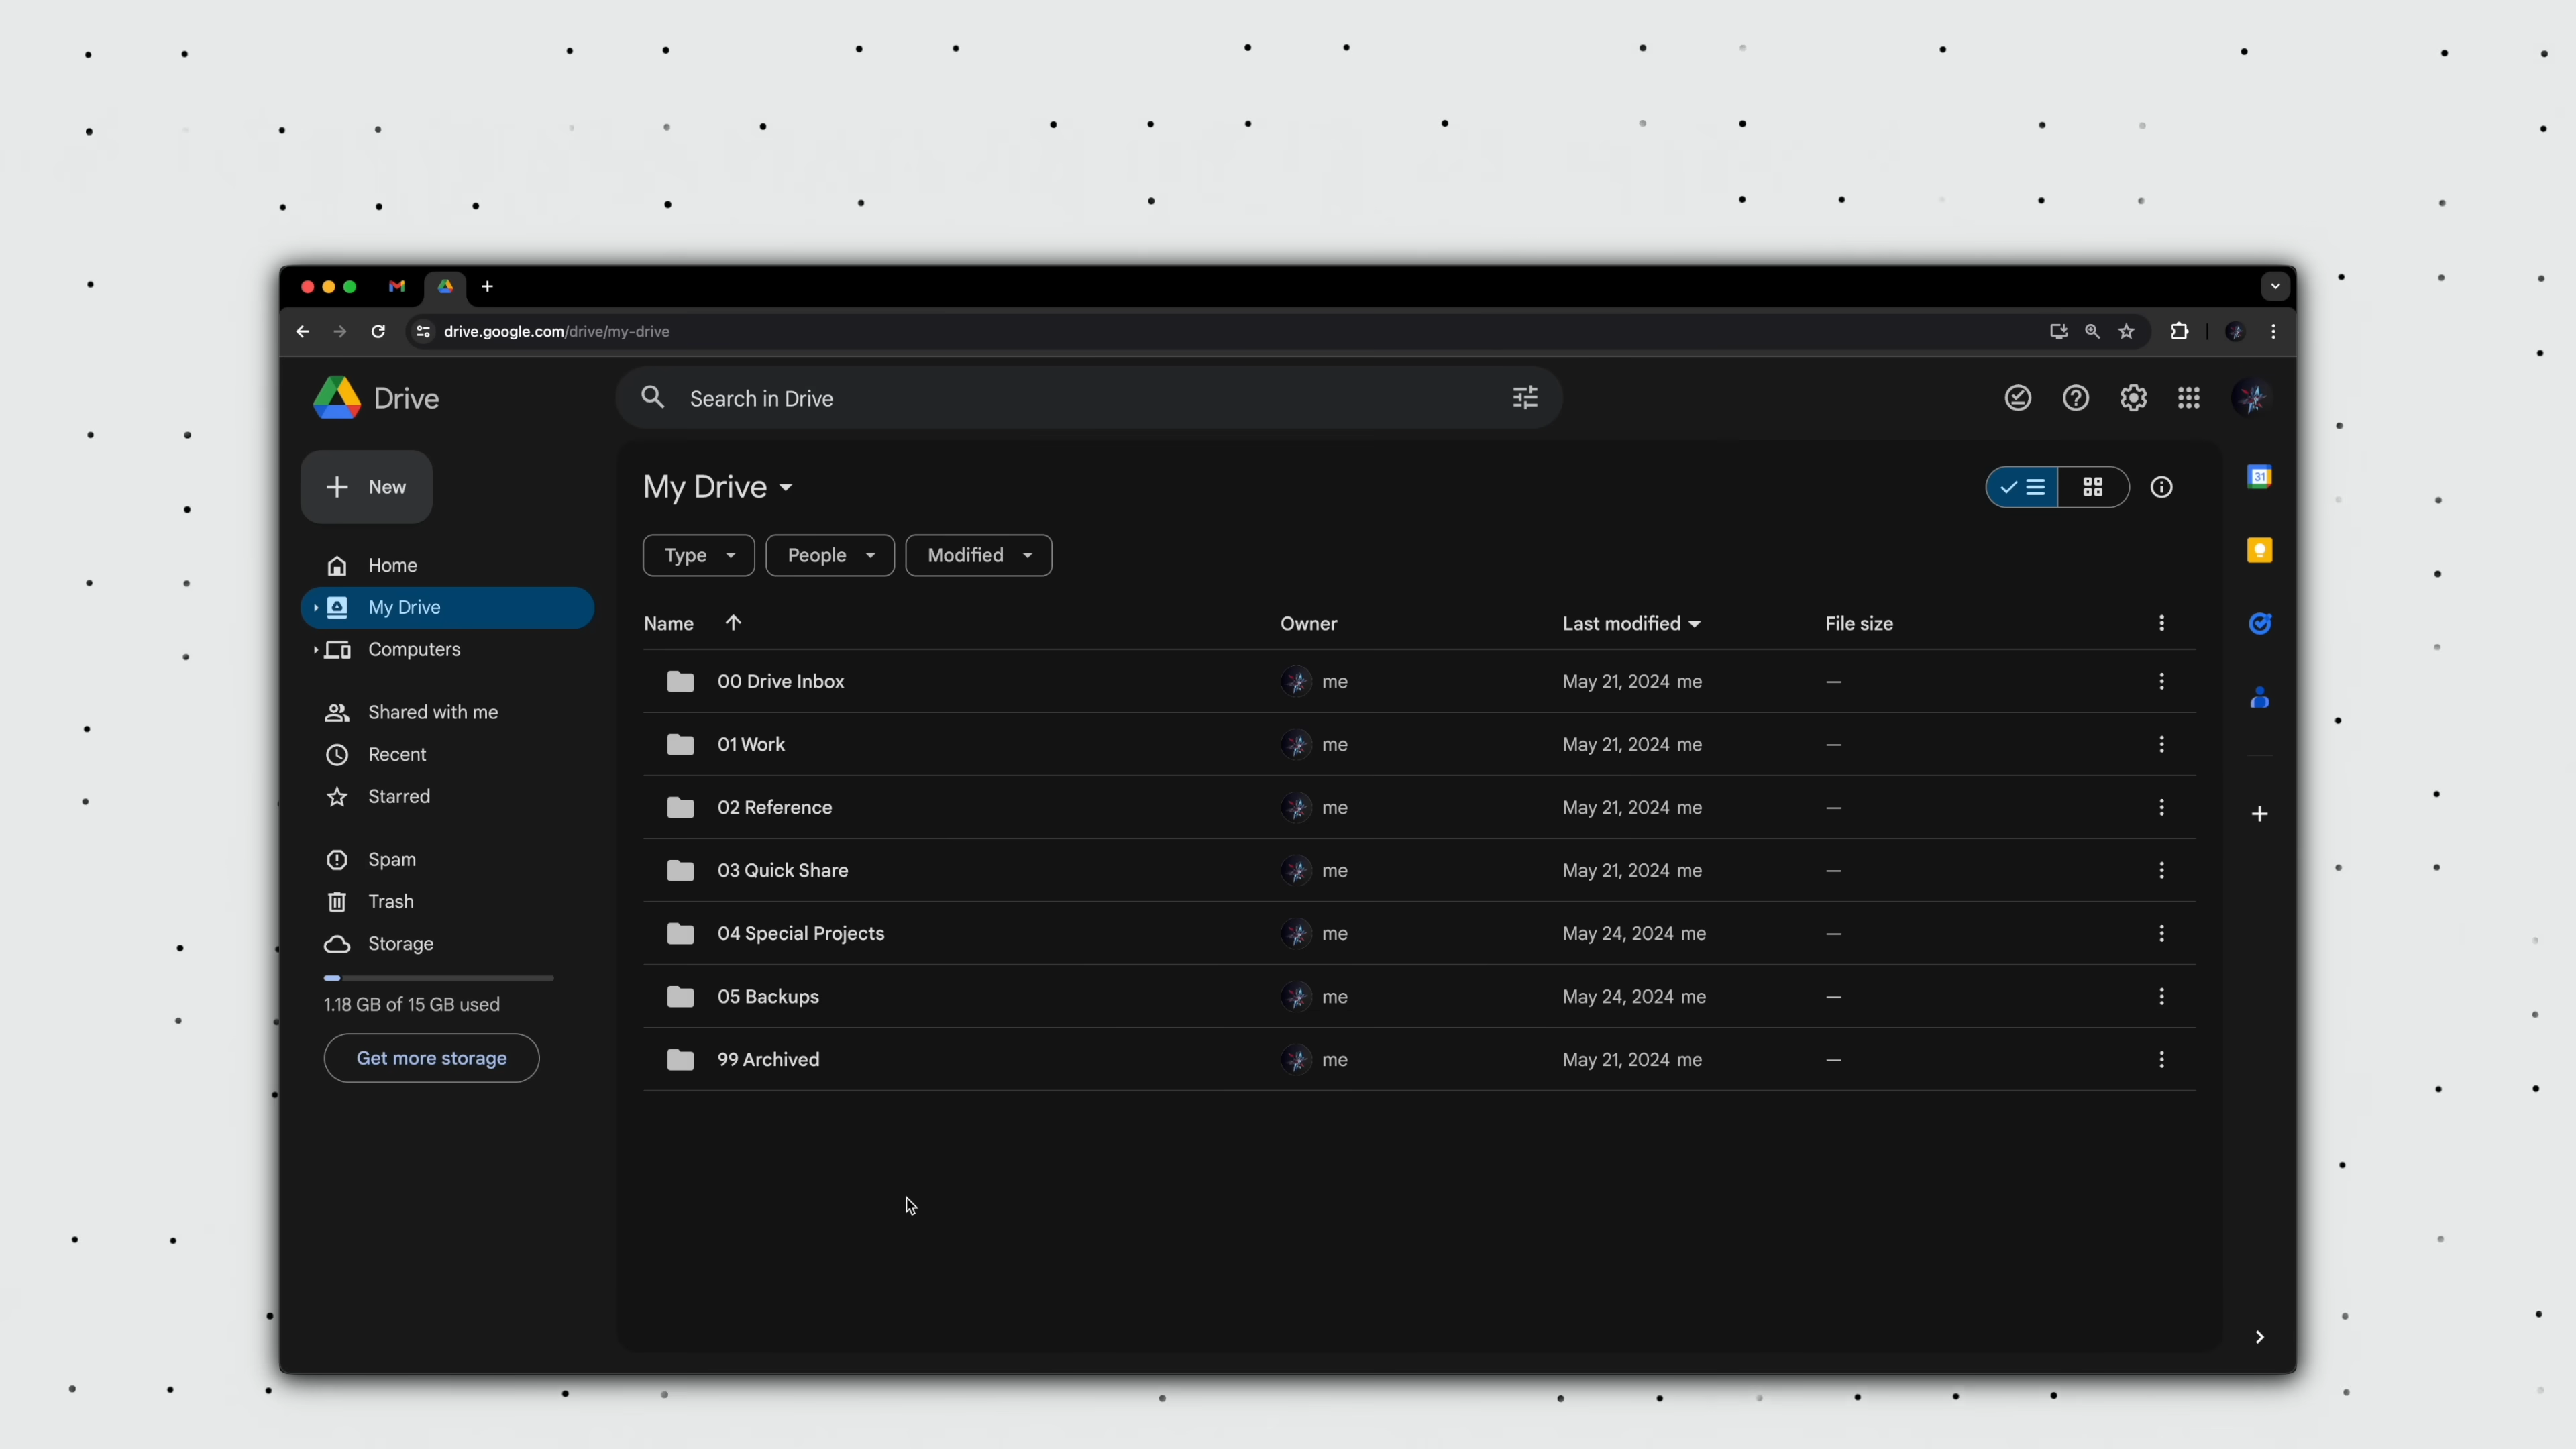 drive.google.com/drive/my-drive
Drive
Search in Drive
New
My Drive
31
Type People Modified
Home
My Drive
Computers
Shared with me
Recent
Starred
Spam
Trash
Storage
1.18 GB of 15 GB used
Get more storage
Name Owner Last modified File size
00 Drive Inbox me May 21, 2024 me —
01 Work me May 21, 2024 me —
02 Reference me May 21, 2024 me —
03 Quick Share me May 21, 2024 me —
04 Special Projects me May 24, 2024 me —
05 Backups me May 24, 2024 me —
99 Archived me May 21, 2024 me —